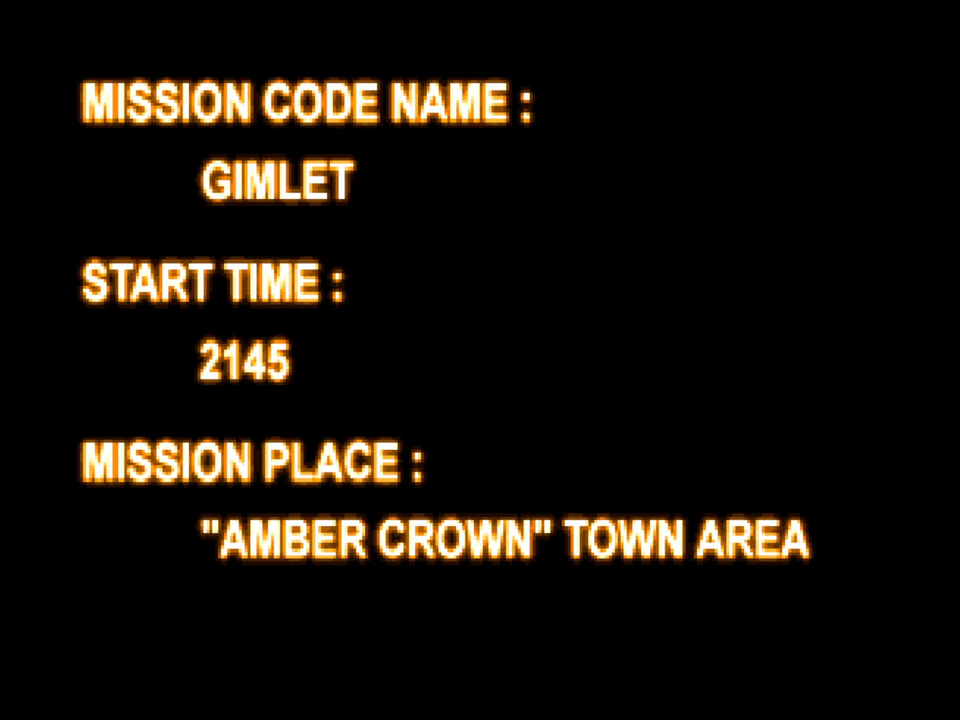 MISSION CODE NAME :
GIMLET
START TIME :
2145
MISSION PLACE :
"AMBER CROWN" TOWN AREA